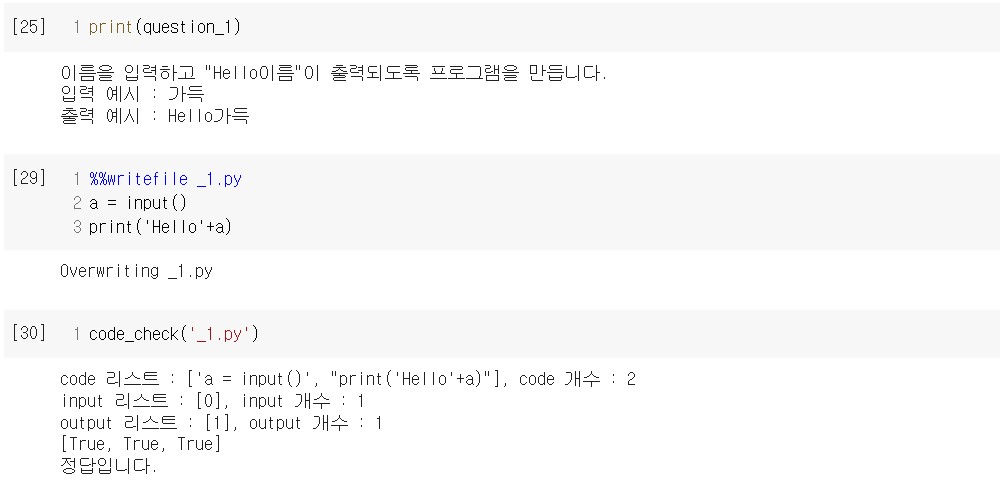 [25] 1 print(question_1)
이름을 입력하고 "Hello이름"이 출력되도록 프로그램을 만듭니다.
입력 예시 : 가득
출력 예시 : Hello가득
[29] 1 %%writefile _1.py
2 a = input()
3 print('Hello'+a)
Overwriting _1.py
[30] 1 code_check('_1.py')
code 리스트 : ['a = input()', "print('Hello'+a)"], code 개수 : 2
input 리스트 : [0], input 개수 : 1
output 리스트 : [1], output 개수 : 1
[True, True, True]
정답입니다.